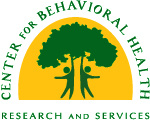 CENTER FOR BEHAVIORAL HEALTH
RESEARCH AND SERVICES